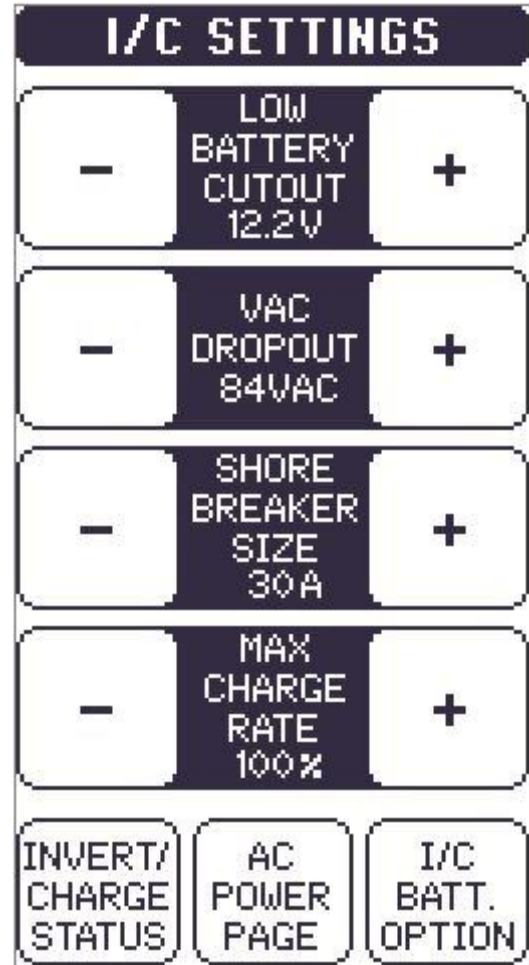 I/C SETTINGS
LOW
BATTERY
CUTOUT
12.2V
-
+
VAC
DROPOUT
84VAC
-
+
SHORE
BREAKER
SIZE
30A
-
+
MAX
CHARGE
RATE
100%
-
+
INVERT/
CHARGE
STATUS
AC
POWER
PAGE
I/C
BATT.
OPTION